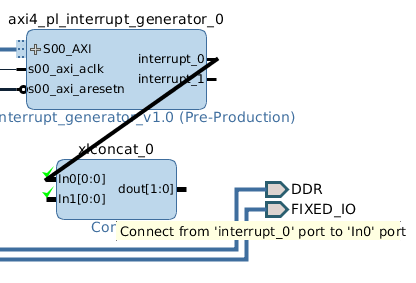 axi4_pl_interrupt_generator_0
S00_AXI
interrupt_0
s00_axi_aclk
interrupt_1
s00_axi_aresetn
nterrupt_generator_v1.0 (Pre-Production)
xlconcat_0
In0[0:0]
dout[1:0]
In1[0:0]
DDR
FIXED_IO
Cor
Connect from 'interrupt_0' port to 'In0' port